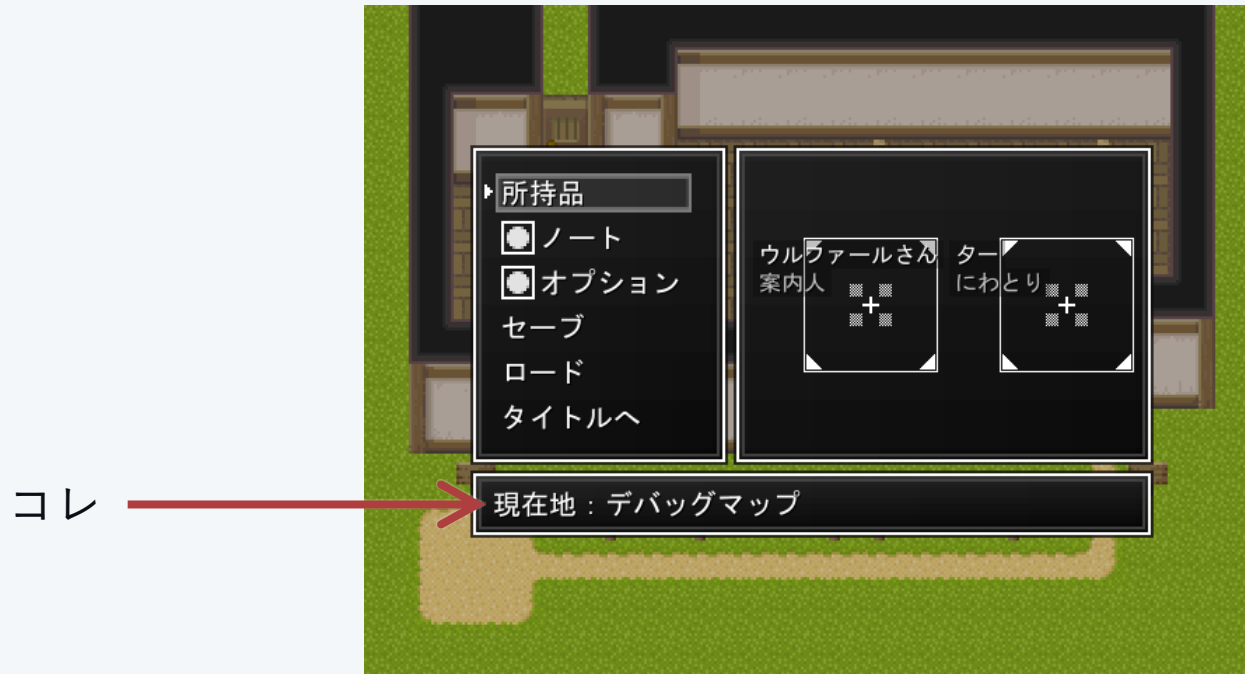 所持品
ノート
オプション
セーブ
ロード
タイトルへ
ウルファールさん
案内人
ター
にわとり
コレ
現在地：デバッグマップ